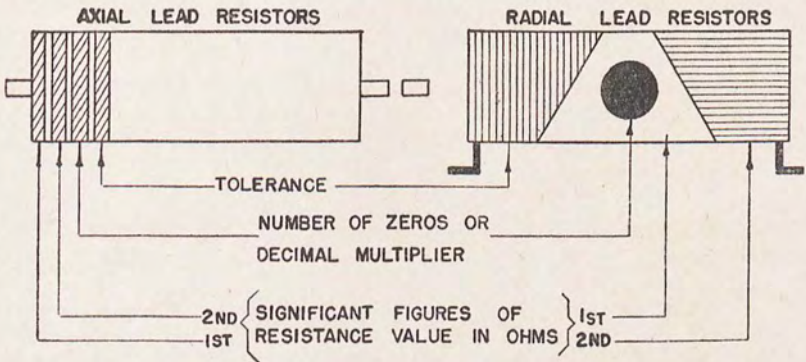 AXIAL LEAD RESISTORS
RADIAL LEAD RESISTORS
TOLERANCE
NUMBER OF ZEROS OR
DECIMAL MULTIPLIER
2ND SIGNIFICANT FIGURES OF 1ST
1ST RESISTANCE VALUE IN OHMS 2ND